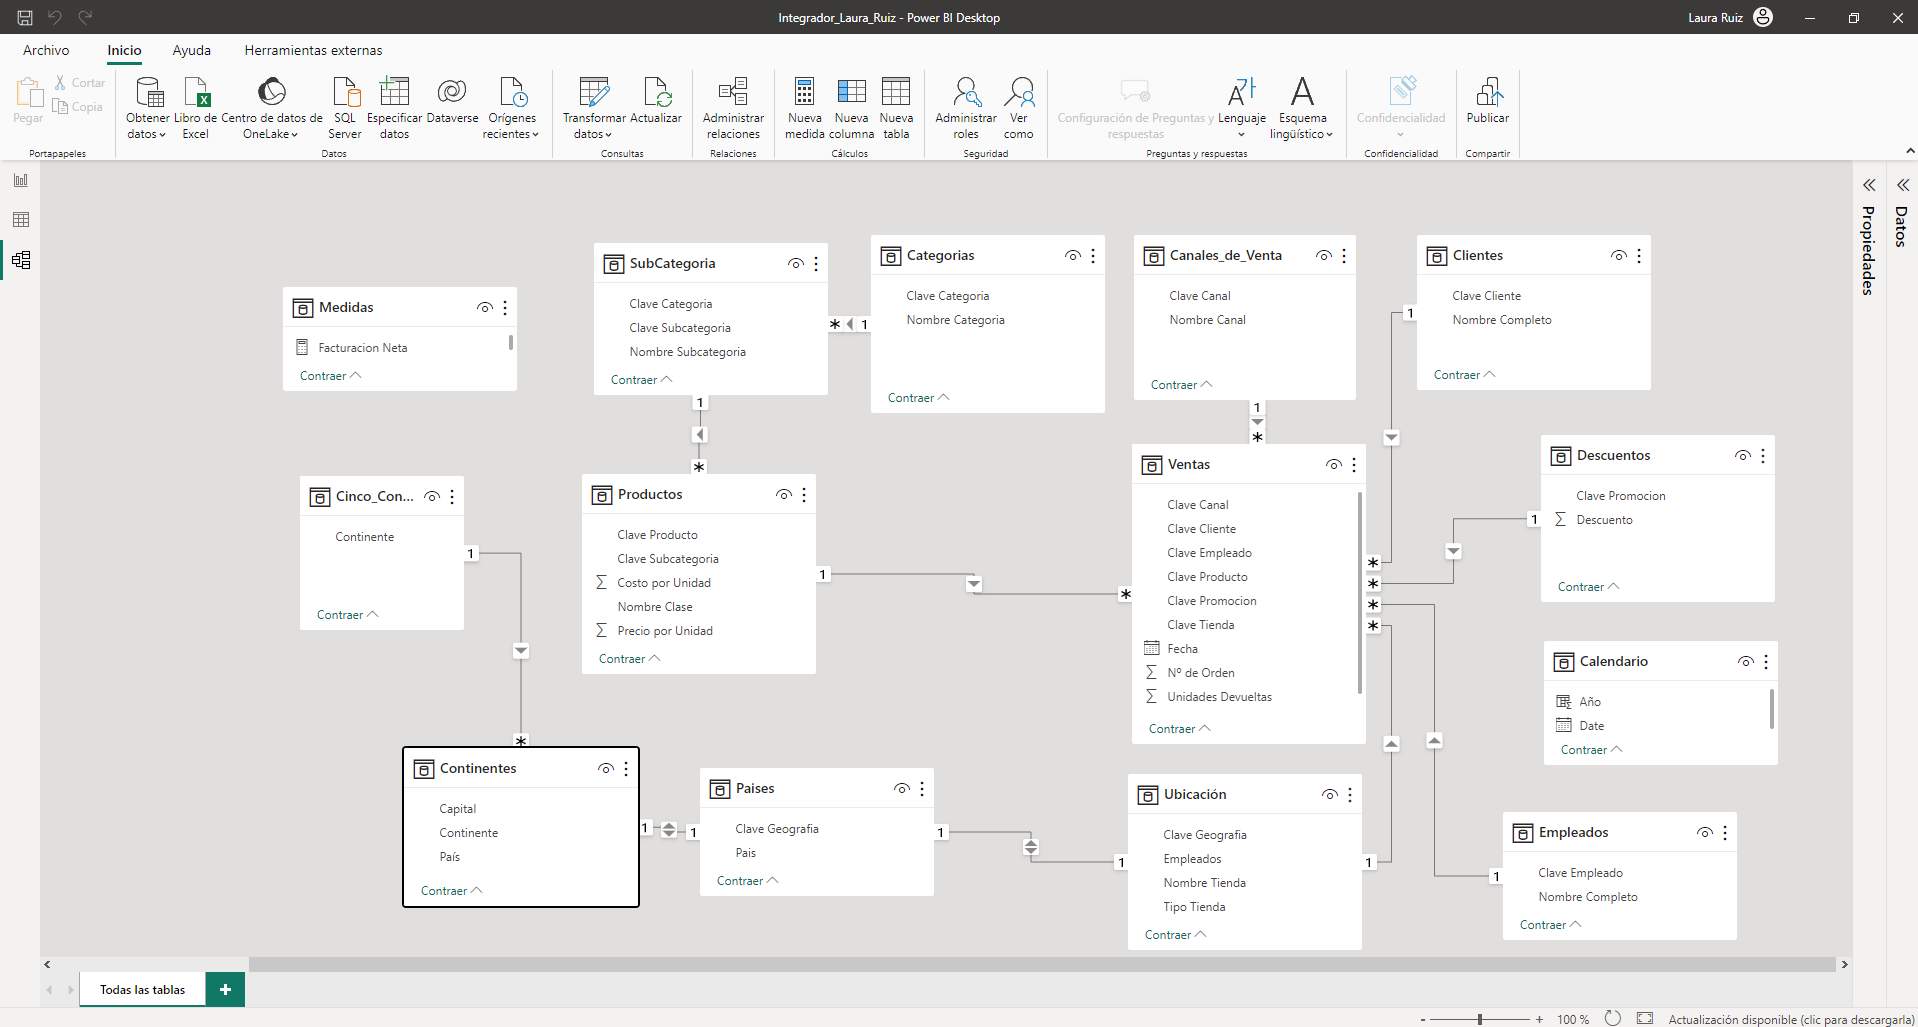 Integrador_Laura_Ruiz - Power BI Desktop
Laura Ruiz
Archivo
Inicio
Ayuda
Herramientas externas
Pegar
Cortar
Copia
Portapapeles
Obtener
datos
Libro de
Excel
Centro de datos de
OneLake
SQL
Server
Especificar
datos
Dataverse
Orígenes
recientes
Datos
Transformar
datos
Actualizar
Consultas
Administrar
relaciones
Relaciones
Nueva
medida
Nueva
columna
Nueva
tabla
Cálculos
Administrar
roles
Ver
como
Seguridad
Configuración de Preguntas y
respuestas
Lenguaje
Esquema
lingüístico
Preguntas y respuestas
Confidencialidad
Confidencialidad
Publicar
Compartir
Propiedades
Datos
Medidas
Facturacion Neta
Contraer
SubCategoria
Clave Categoria
Clave Subcategoria
Nombre Subcategoria
Contraer
1
*
* 1
Categorias
Clave Categoria
Nombre Categoria
Contraer
Canales_de_Venta
Clave Canal
Nombre Canal
Contraer
1
*
Clientes
Clave Cliente
Nombre Completo
Contraer
1
*
Cinco_Con...
Continente
Contraer
1
*
Productos
Clave Producto
Clave Subcategoria
Costo por Unidad
Nombre Clase
Precio por Unidad
Contraer
1
*
Ventas
Clave Canal
Clave Cliente
Clave Empleado
Clave Producto
Clave Promocion
Clave Tienda
Fecha
Nº de Orden
Unidades Devueltas
Contraer
Descuentos
Clave Promocion
Descuento
Contraer
1
*
Calendario
Año
Date
Contraer
Continentes
Capital
Continente
País
Contraer
1 1
Paises
Clave Geografia
Pais
Contraer
1
1
Ubicación
Clave Geografia
Empleados
Nombre Tienda
Tipo Tienda
Contraer
1
*
Empleados
Clave Empleado
Nombre Completo
Contraer
1
*
Todas las tablas
+
- + 100 %
Actualización disponible (clic para descargarla)